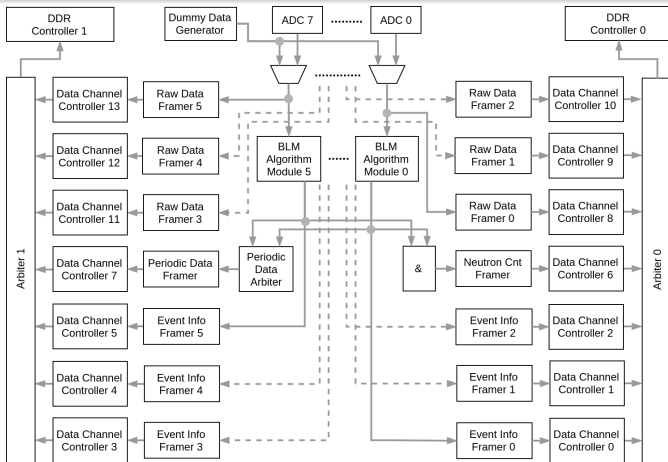 DDR
Controller 1
Dummy Data
Generator
ADC 7
ADC 0
DDR
Controller 0
Data Channel
Controller 13
Raw Data
Framer 5
Raw Data
Framer 2
Data Channel
Controller 10
Data Channel
Controller 12
Raw Data
Framer 4
BLM
Algorithm
Module 5
BLM
Algorithm
Module 0
Raw Data
Framer 1
Data Channel
Controller 9
Data Channel
Controller 11
Raw Data
Framer 3
Raw Data
Framer 0
Data Channel
Controller 8
Arbiter 1
Data Channel
Controller 7
Periodic Data
Framer
Periodic
Data
Arbiter
&
Neutron Cnt
Framer
Data Channel
Controller 6
Arbiter 0
Data Channel
Controller 5
Event Info
Framer 5
Event Info
Framer 2
Data Channel
Controller 2
Data Channel
Controller 4
Event Info
Framer 4
Event Info
Framer 1
Data Channel
Controller 1
Data Channel
Controller 3
Event Info
Framer 3
Event Info
Framer 0
Data Channel
Controller 0